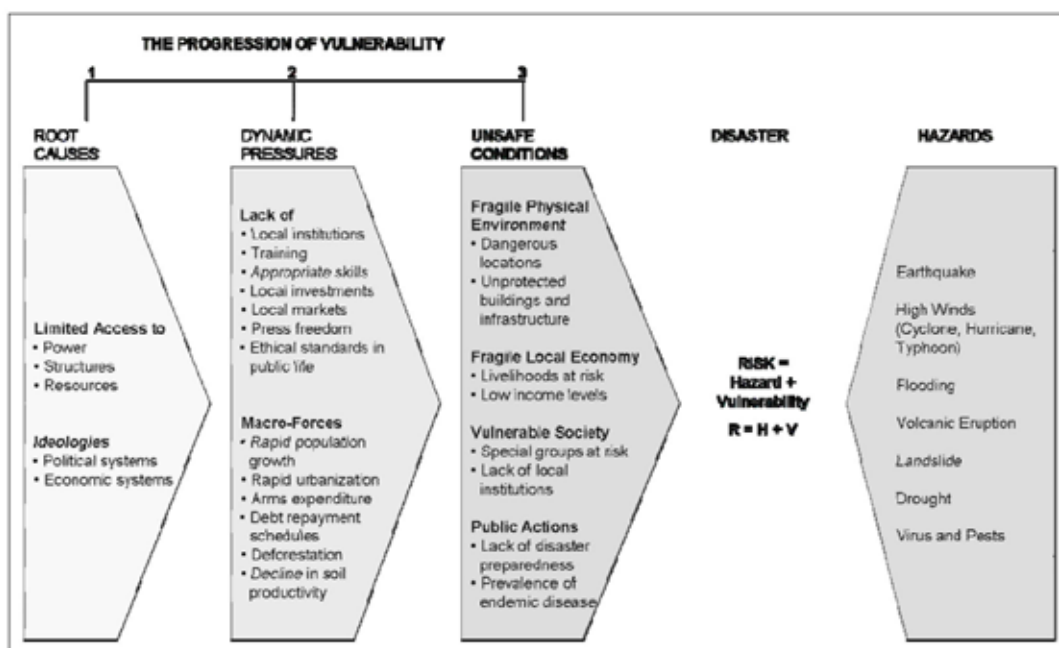 THE PROGRESSION OF VULNERABILITY
1
2
3
ROOT
CAUSES
DYNAMIC
PRESSURES
UNSAFE
CONDITIONS
DISASTER
HAZARDS
Limited Access to
• Power
• Structures
• Resources
Ideologies
• Political systems
• Economic systems
Lack of
• Local institutions
• Training
• Appropriate skills
• Local investments
• Local markets
• Press freedom
• Ethical standards in
public life
Macro-Forces
• Rapid population
growth
• Rapid urbanization
• Arms expenditure
• Debt repayment
schedules
• Deforestation
• Decline in soil
productivity
Fragile Physical
Environment
• Dangerous
locations
• Unprotected
buildings and
infrastructure
Fragile Local Economy
• Livelihoods at risk
• Low income levels
Vulnerable Society
• Special groups at risk
• Lack of local
institutions
Public Actions
• Lack of disaster
preparedness
• Prevalence of
endemic disease
RISK =
Hazard +
Vulnerability
R = H + V
Earthquake
High Winds
(Cyclone, Hurricane,
Typhoon)
Flooding
Volcanic Eruption
Landslide
Drought
Virus and Pests